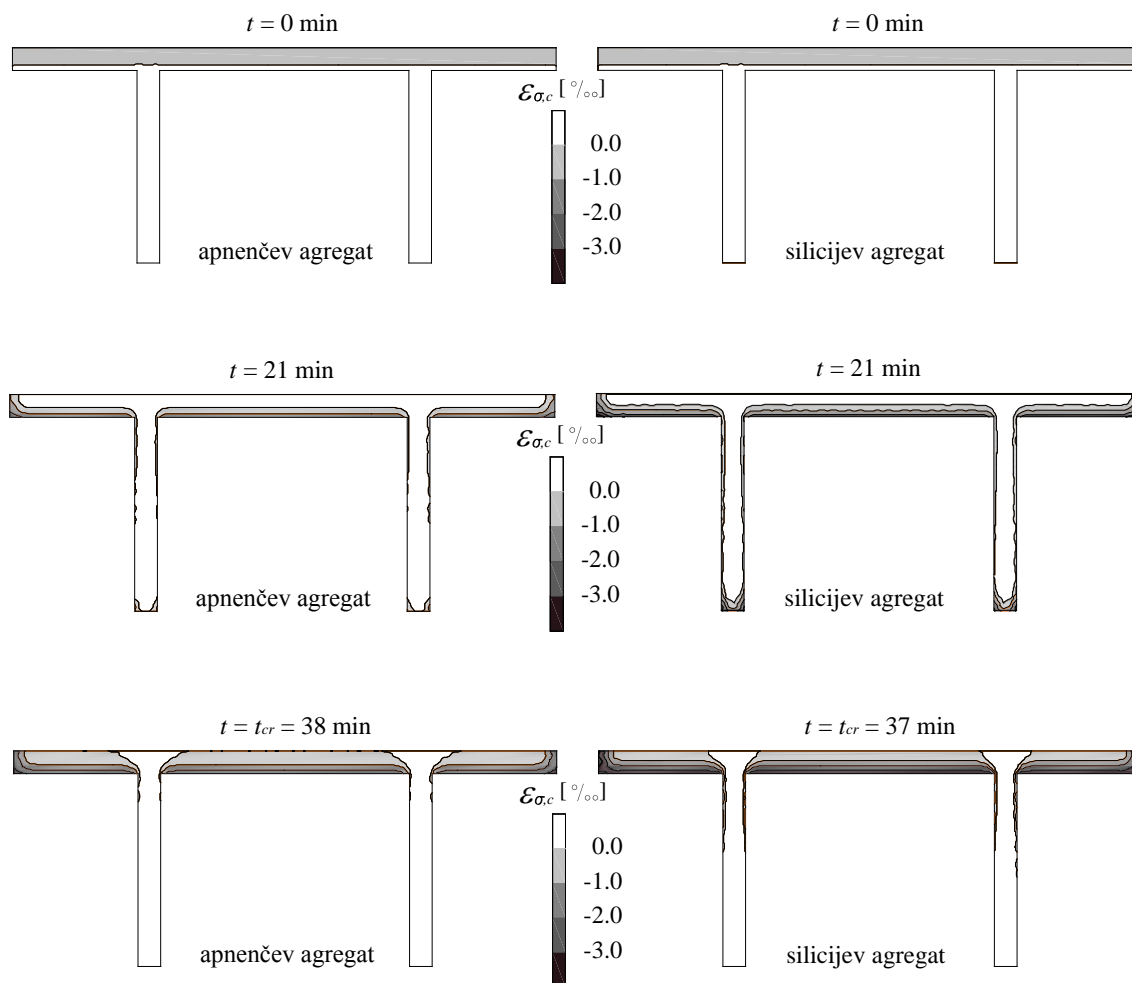 t = 0 min
t = 0 min
εσ,c [ ‰]
0.0
-1.0
-2.0
-3.0
apnenčev agregat
silicijev agregat
t = 21 min
t = 21 min
εσ,c [ ‰]
0.0
-1.0
-2.0
-3.0
apnenčev agregat
silicijev agregat
t = tcr = 38 min
t = tcr = 37 min
εσ,c [ ‰]
0.0
-1.0
-2.0
-3.0
apnenčev agregat
silicijev agregat